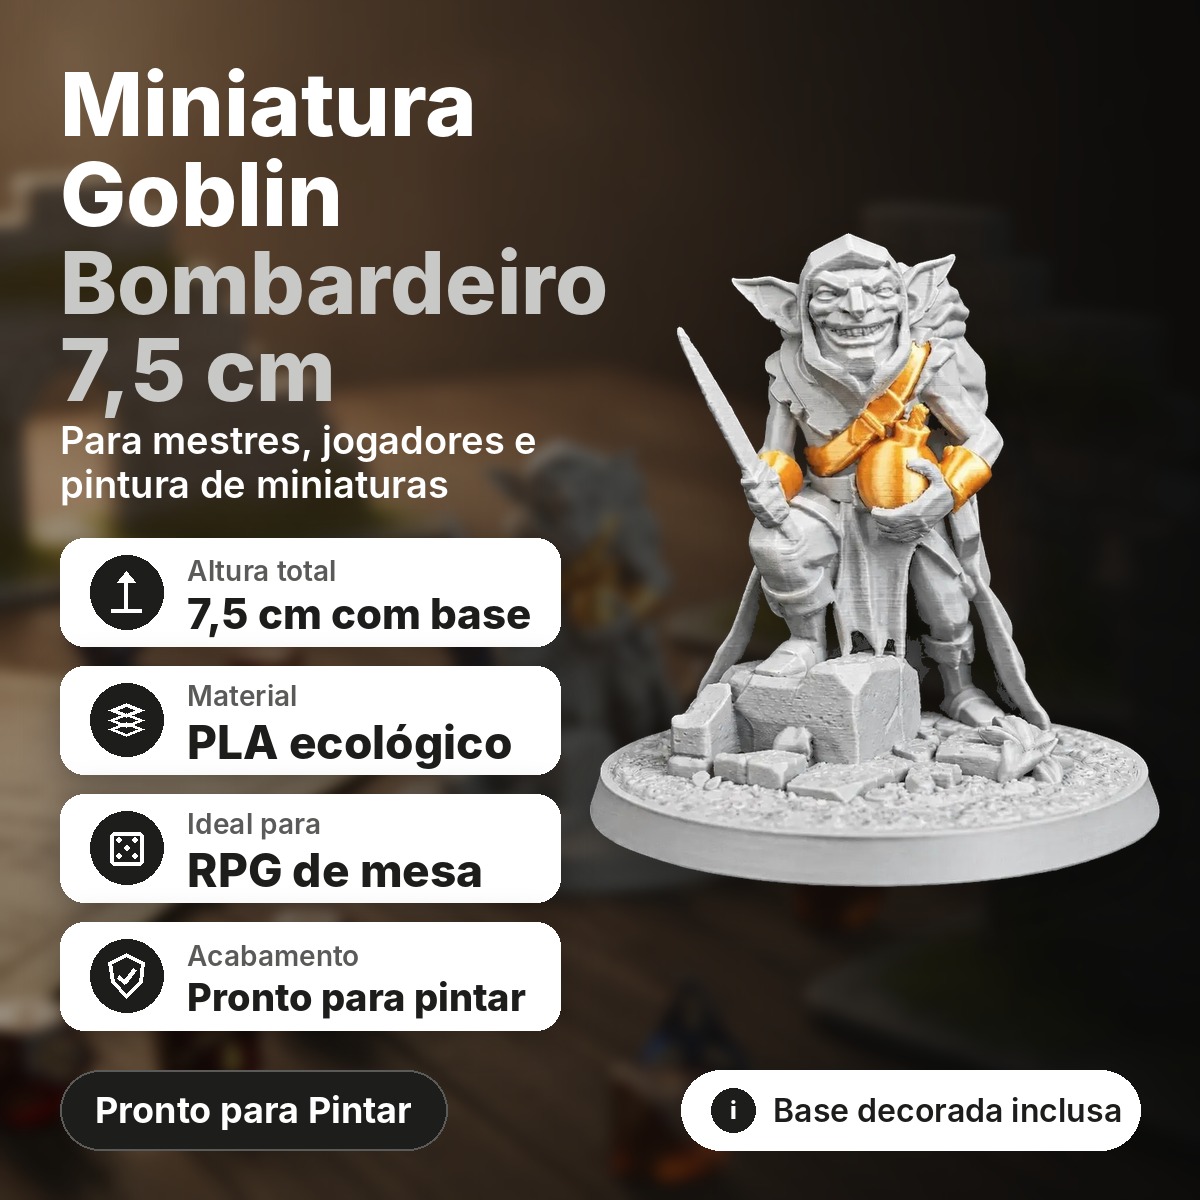 Miniatura
Goblin
Bombardeiro
7,5 cm
Para mestres, jogadores e
pintura de miniaturas
Altura total
7,5 cm com base
Material
PLA ecológico
Ideal para
RPG de mesa
Acabamento
Pronto para pintar
Pronto para Pintar
i Base decorada inclusa